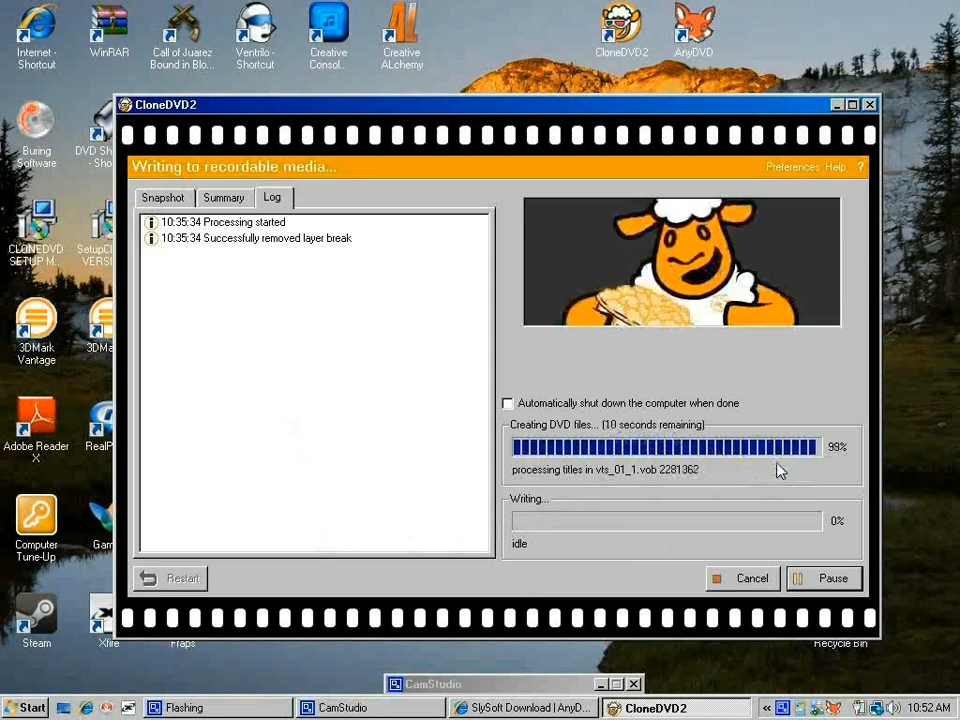 Internet - Shortcut
WinRAR
Call of Juarez Bound in Blo...
Ventrilo - Shortcut
Creative Consol...
Creative ALchemy
CloneDVD2
AnyDVD
CloneDVD2
Buring Software
DVD Sh
- Sho
Writing to recordable media...
Preferences Help ?
Snapshot
Summary
Log
10:35:34 Processing started
10:35:34 Successfully removed layer break
CLONEDVD SETUP M...
SetupCl
VERSI
3DMark Vantage
3DMa
Automatically shut down the computer when done
Creating DVD files... (10 seconds remaining)
99%
processing titles in vts_01_1.vob 2281362
Adobe Reader X
RealP
Writing...
0%
idle
Computer Tune-Up
Gam
Restart
Cancel
Pause
Steam
Xfire
Fraps
Recycle Bin
CamStudio
Start
Flashing
CamStudio
SlySoft Download | AnyD...
CloneDVD2
10:52 AM